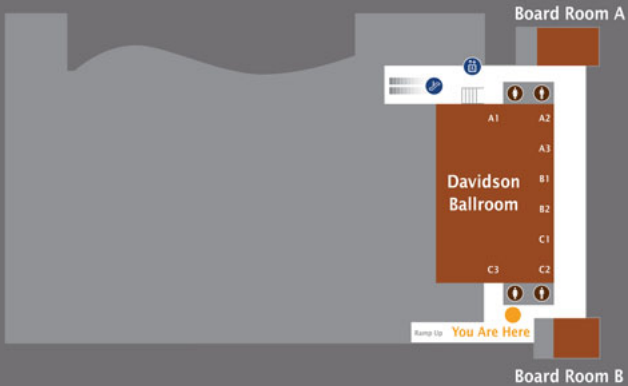 Board Room A
A1
A2
A3
Davidson
Ballroom
B1
B2
C1
C3
C2
Ramp Up
You Are Here
Board Room B